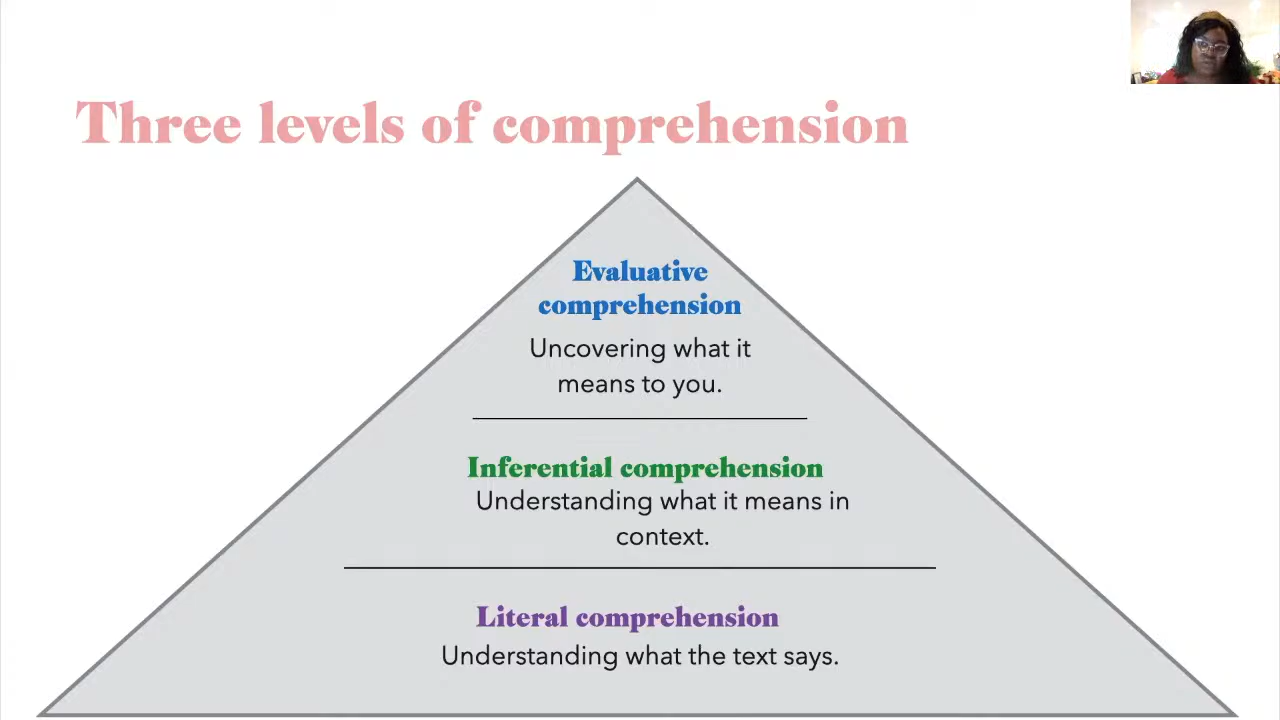 Three levels of comprehension
Evaluative
comprehension
Uncovering what it
means to you.
Inferential comprehension
Understanding what it means in
context.
Literal comprehension
Understanding what the text says.